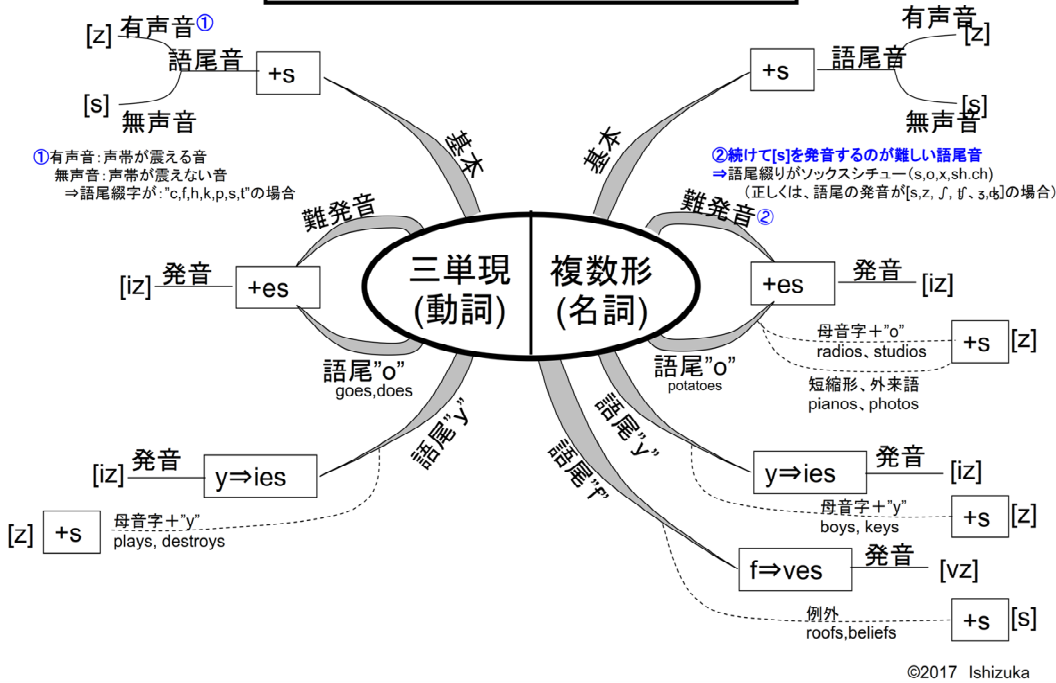 [z] 有声音①
語尾音 +s
[s]
無声音
基本
①有声音：声帯が震える音
無声音：声帯が震えない音
⇒語尾綴字が："c,f,h,k,p,s,t"の場合
難発音
[iz] 発音 +es
語尾"o"
goes,does
語尾"y"
[iz] 発音 y⇒ies
[z] +s 母音字＋"y"
plays, destroys
三単現
(動詞)
複数形
(名詞)
基本
+s 語尾音
有声音 [z]
[s]
無声音
②続けて[s]を発音するのが難しい語尾音
⇒語尾綴りがソックスシチュー(s,o,x,sh.ch)
(正しくは、語尾の発音が[s,z, ʃ, ʧ、ʒ,ʤ]の場合)
難発音②
+es 発音 [iz]
語尾"o"
potatoes
母音字＋"o"
radios、studios
+s [z]
短縮形、外来語
pianos、photos
語尾"y"
y⇒ies 発音 [iz]
母音字＋"y"
boys, keys
+s [z]
語尾"f"
f⇒ves 発音 [vz]
例外
roofs,beliefs
+s [s]
©2017 Ishizuka